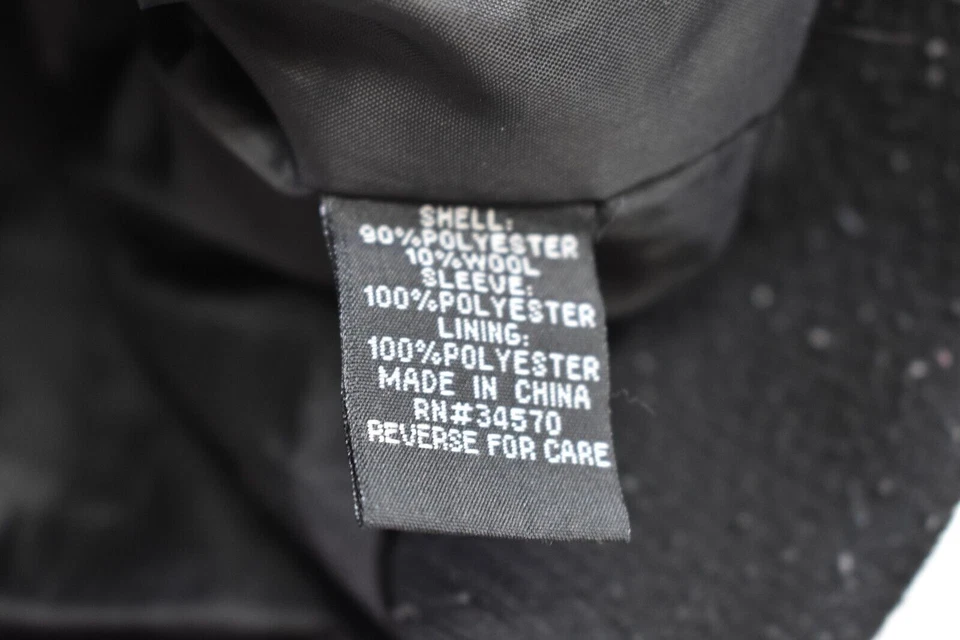 SHELL:
90%POLYESTER
10%WOOL
SLEEVE:
100%POLYESTER
LINING:
100%POLYESTER
MADE IN CHINA
RN#34570
REVERSE FOR CARE